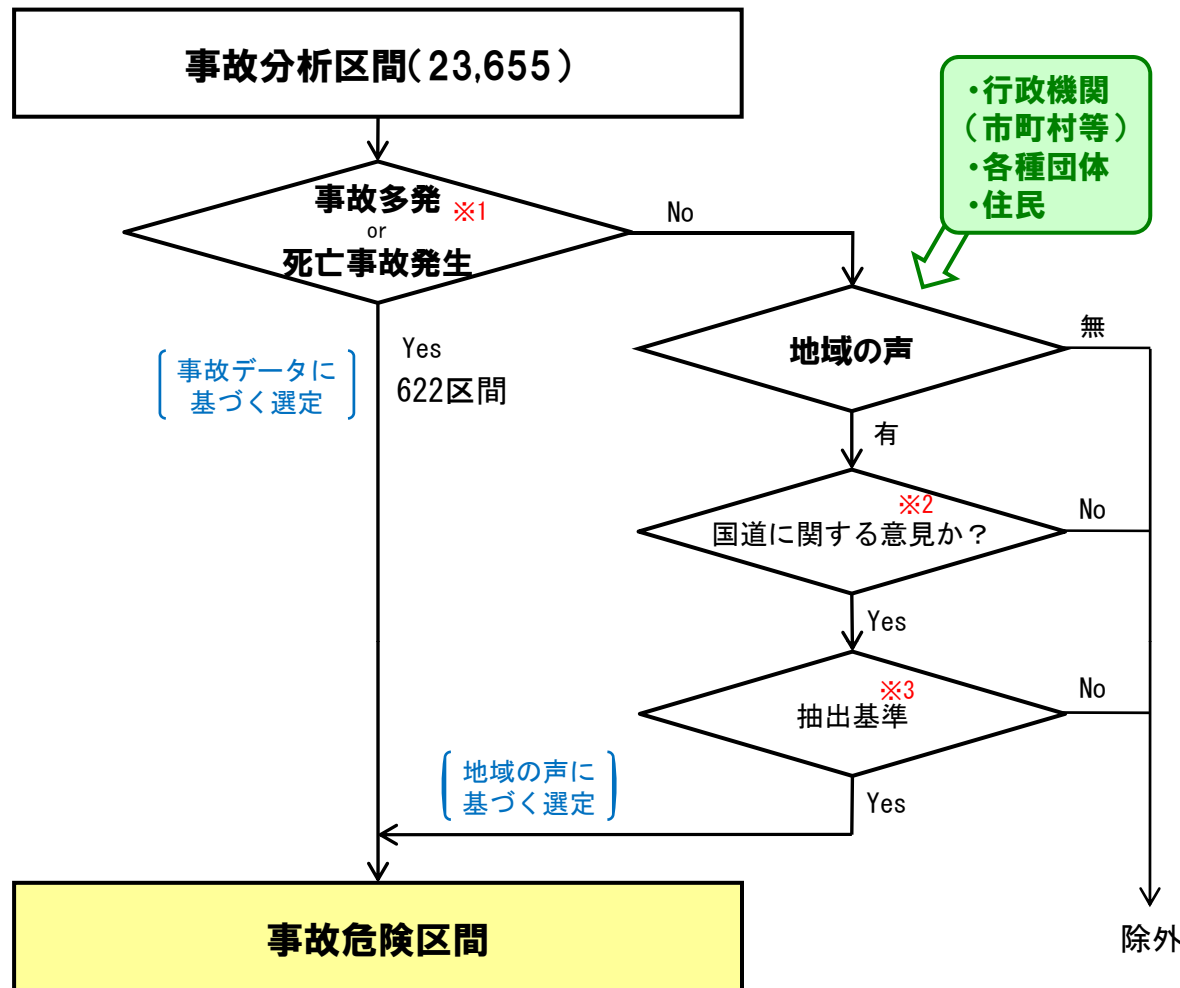 事故分析区間(23,655)
・行政機関
(市町村等)
・各種団体
・住民
事故多発
※1
or
死亡事故発生
No
地域の声
無
Yes
622区間
事故データに
基づく選定
有
※2
国道に関する意見か?
No
Yes
※3
抽出基準
No
地域の声に
基づく選定
Yes
事故危険区間
除外